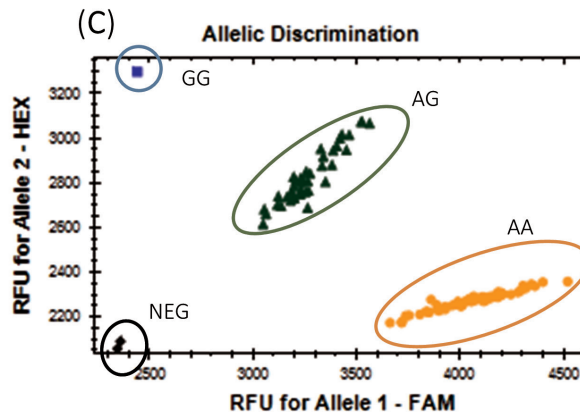 (C)
Allelic Discrimination
RFU for Allele 2 - HEX
3200
3000
2800
2600
2400
2200
GG
AG
AA
NEG
2500
3000
3500
4000
4500
RFU for Allele 1 - FAM